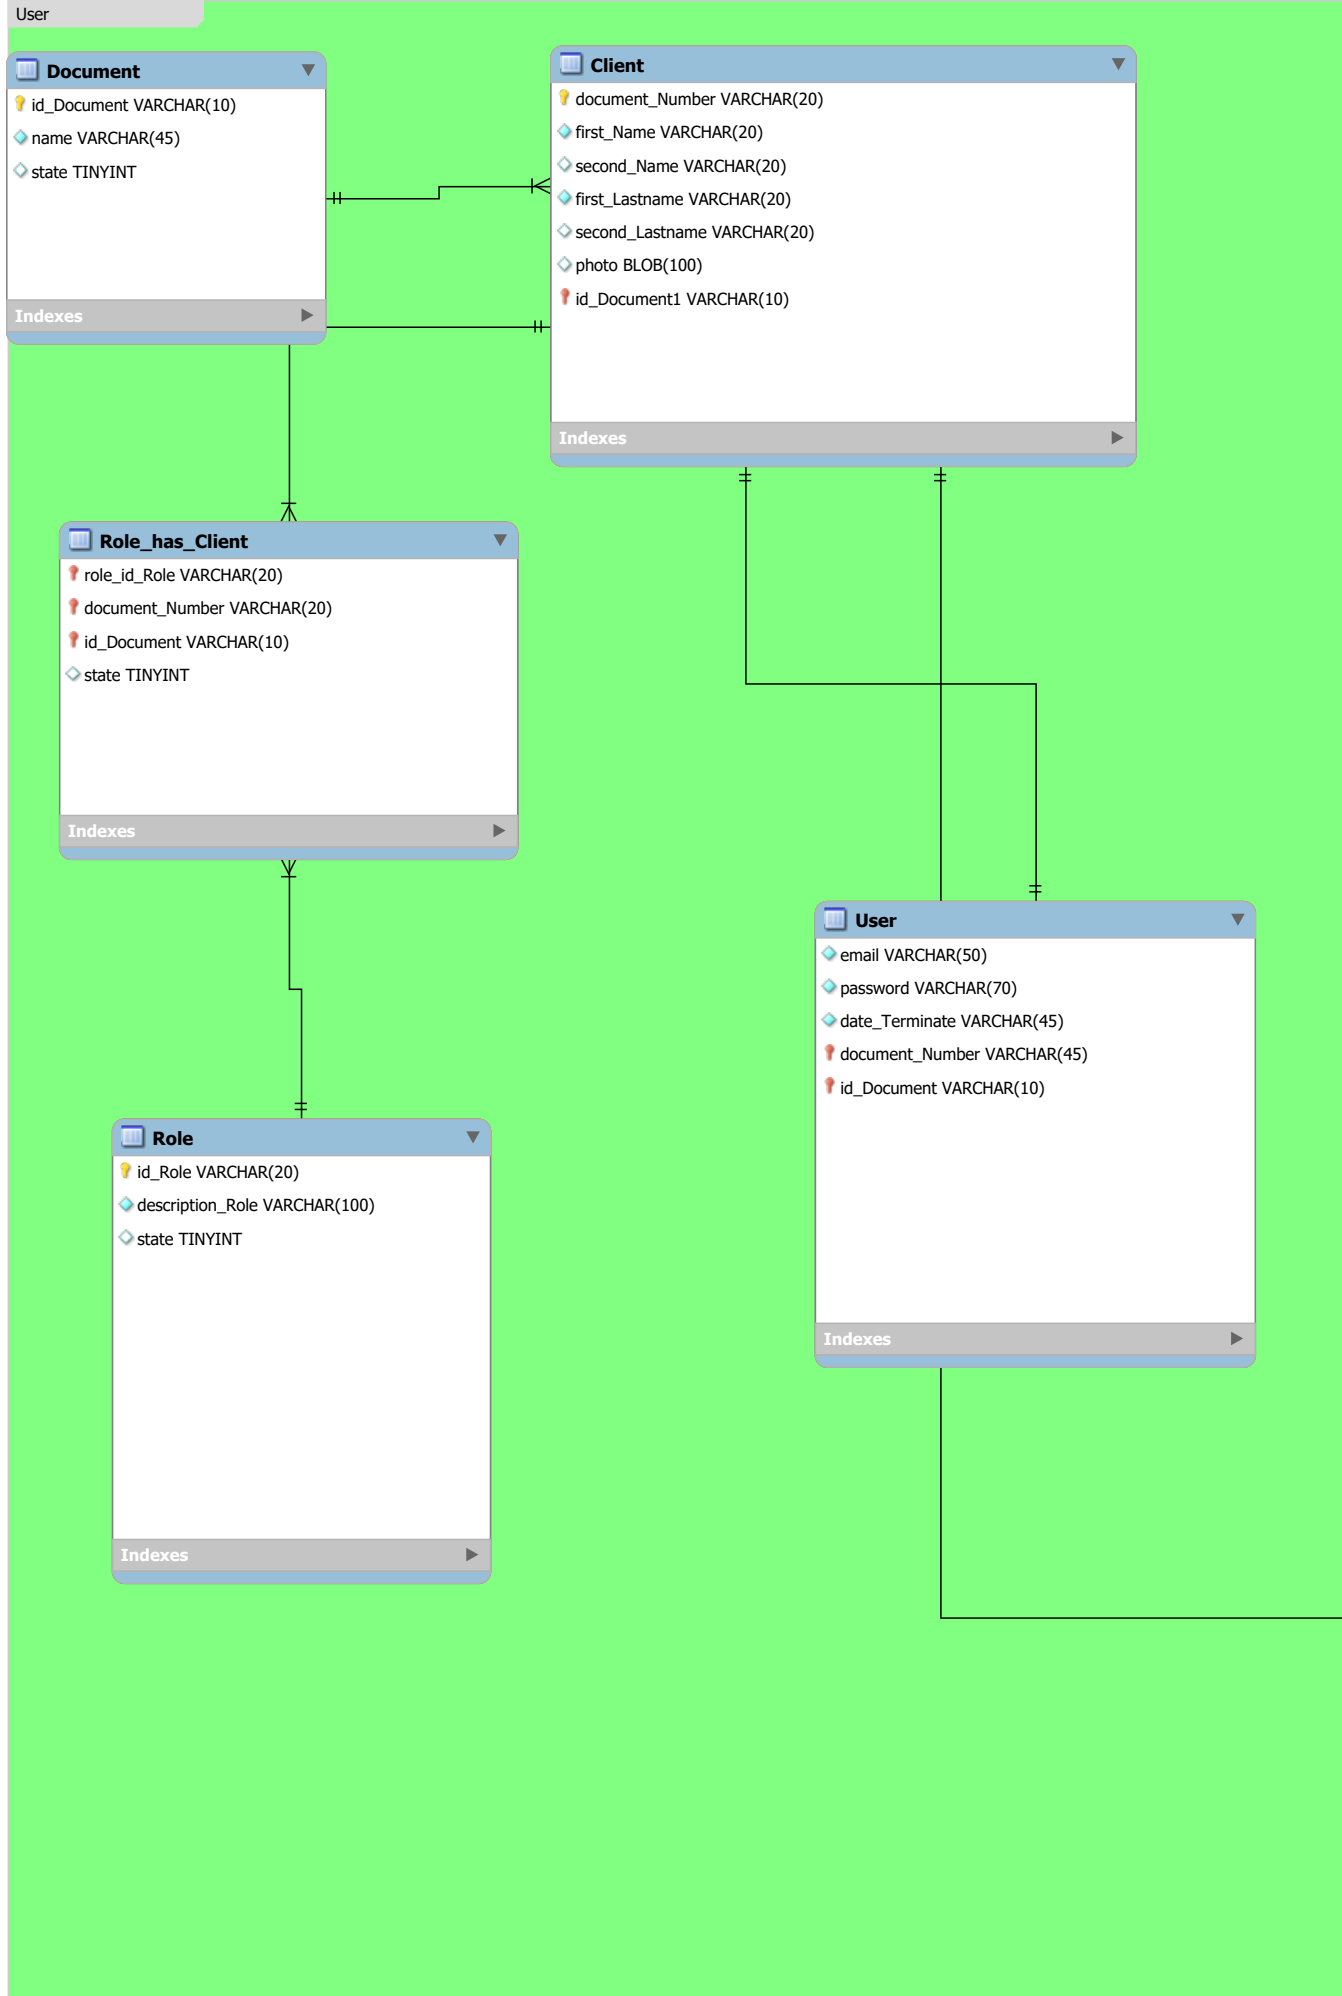 User
Document
id_Document VARCHAR(10)
name VARCHAR(45)
state TINYINT
Indexes
Client
document_Number VARCHAR(20)
first_Name VARCHAR(20)
second_Name VARCHAR(20)
first_Lastname VARCHAR(20)
second_Lastname VARCHAR(20)
photo BLOB(100)
id_Document1 VARCHAR(10)
Indexes
Role_has_Client
role_id_Role VARCHAR(20)
document_Number VARCHAR(20)
id_Document VARCHAR(10)
state TINYINT
Indexes
User
email VARCHAR(50)
password VARCHAR(70)
date_Terminate VARCHAR(45)
document_Number VARCHAR(45)
id_Document VARCHAR(10)
Indexes
Role
id_Role VARCHAR(20)
description_Role VARCHAR(100)
state TINYINT
Indexes